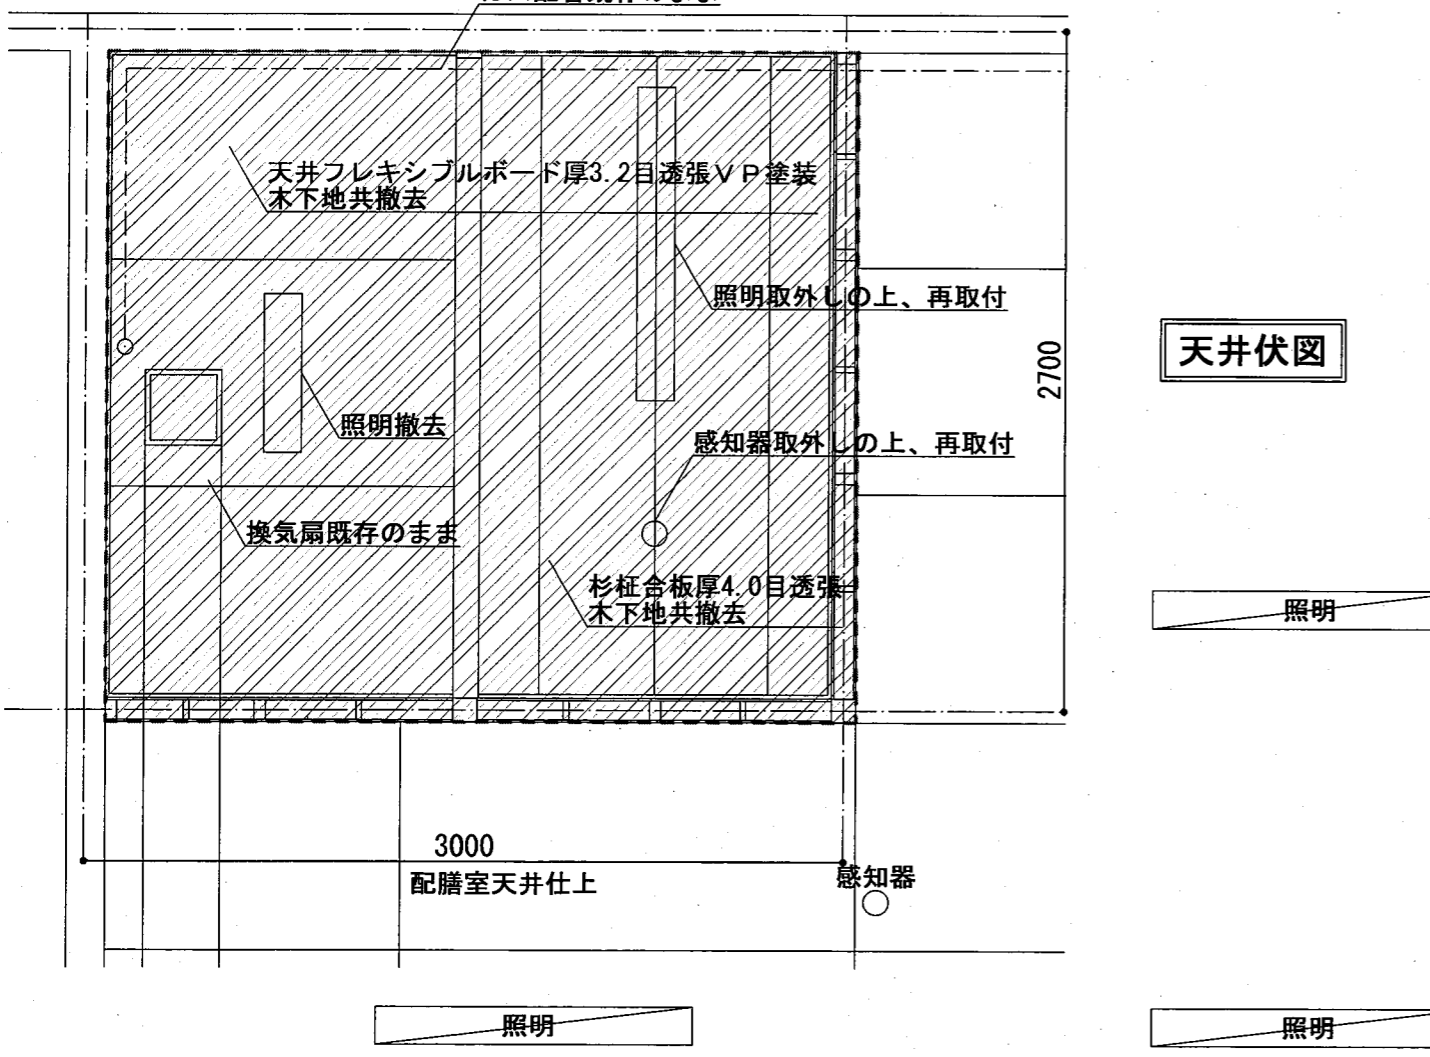 天井フレキシブルボード厚3.2目透張ＶＰ塗装
木下地共撤去
照明取外しの上、再取付
2700
天井伏図
照明撤去
感知器取外しの上、再取付
換気扇既存のまま
杉柾合板厚4.0目透張
木下地共撤去
照明
3000
配膳室天井仕上
感知器
照明
照明